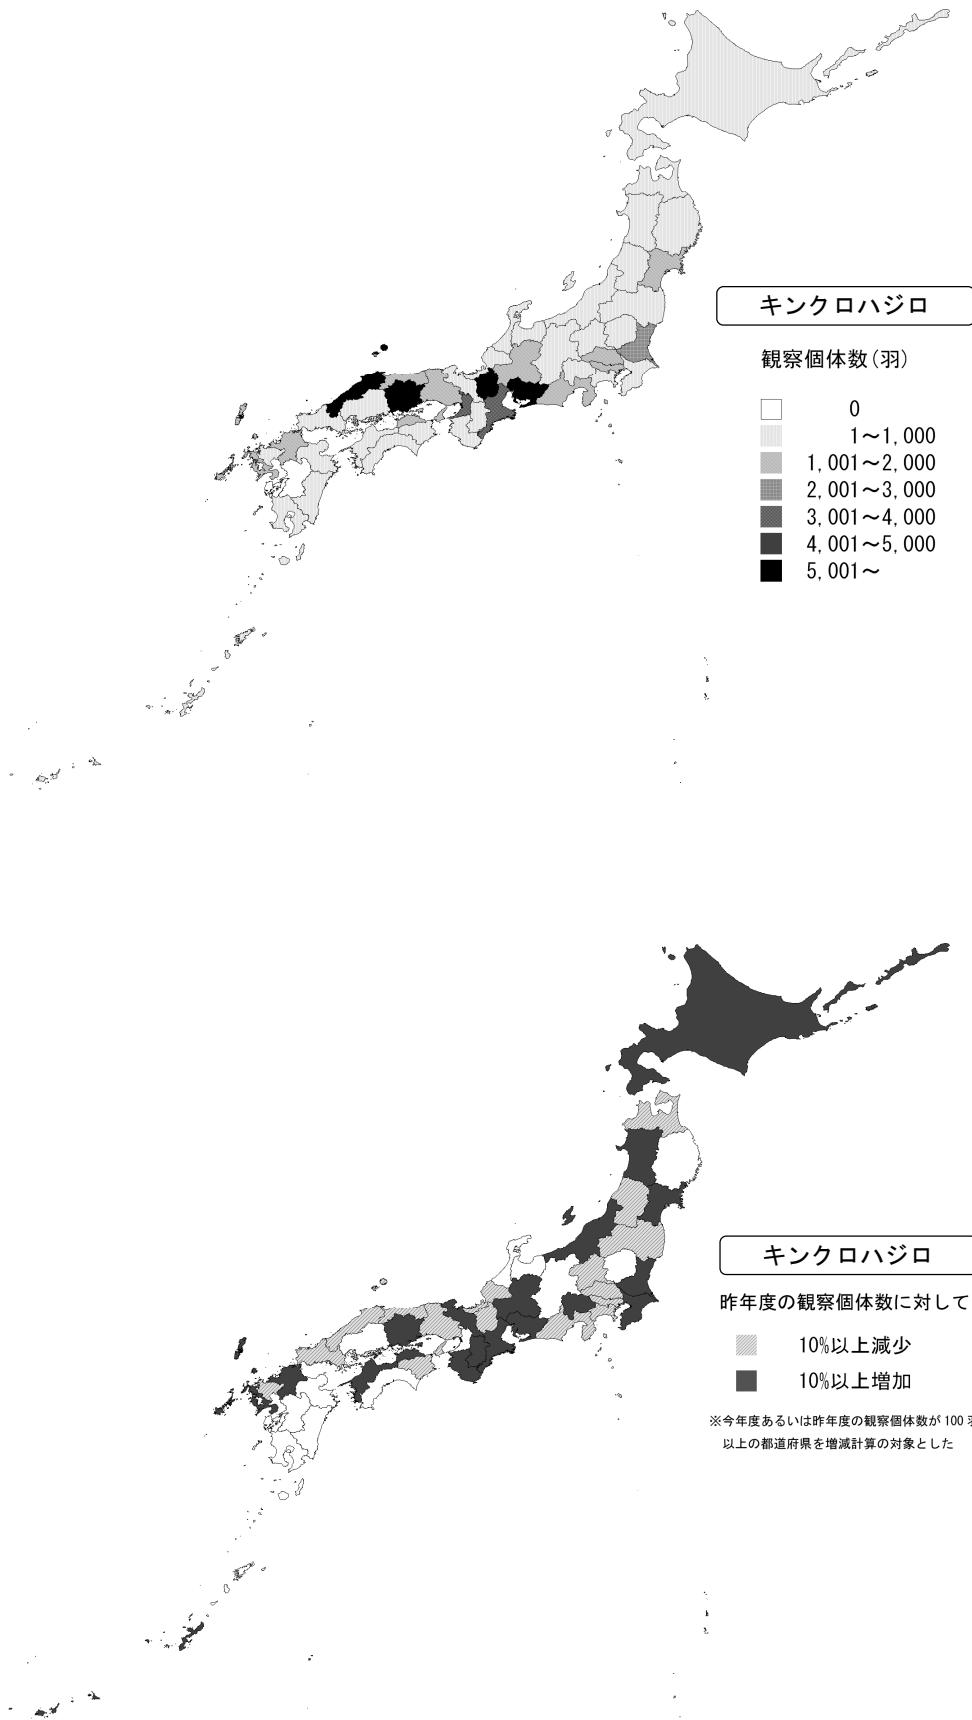 キンクロハジロ
観察個体数(羽)
0
1～1,000
1,001～2,000
2,001～3,000
3,001～4,000
4,001～5,000
5,001～
キンクロハジロ
昨年度の観察個体数に対して
10%以上減少
10%以上増加
※今年度あるいは昨年度の観察個体数が100羽
以上の都道府県を増減計算の対象とした